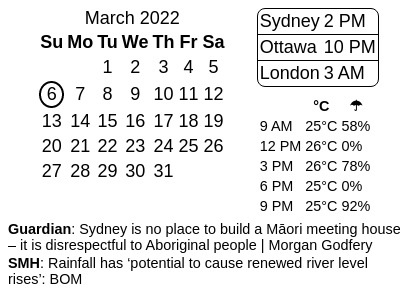 March 2022
Su Mo Tu We Th Fr Sa
1 2 3 4 5
6 7 8 9 10 11 12
13 14 15 16 17 18 19
20 21 22 23 24 25 26
27 28 29 30 31
Sydney 2 PM
Ottawa 10 PM
London 3 AM
°C ☂
9 AM 25°C 58%
12 PM 26°C 0%
3 PM 26°C 78%
6 PM 25°C 0%
9 PM 25°C 92%
Guardian: Sydney is no place to build a Māori meeting house
– it is disrespectful to Aboriginal people | Morgan Godfery
SMH: Rainfall has ‘potential to cause renewed river level
rises’: BOM